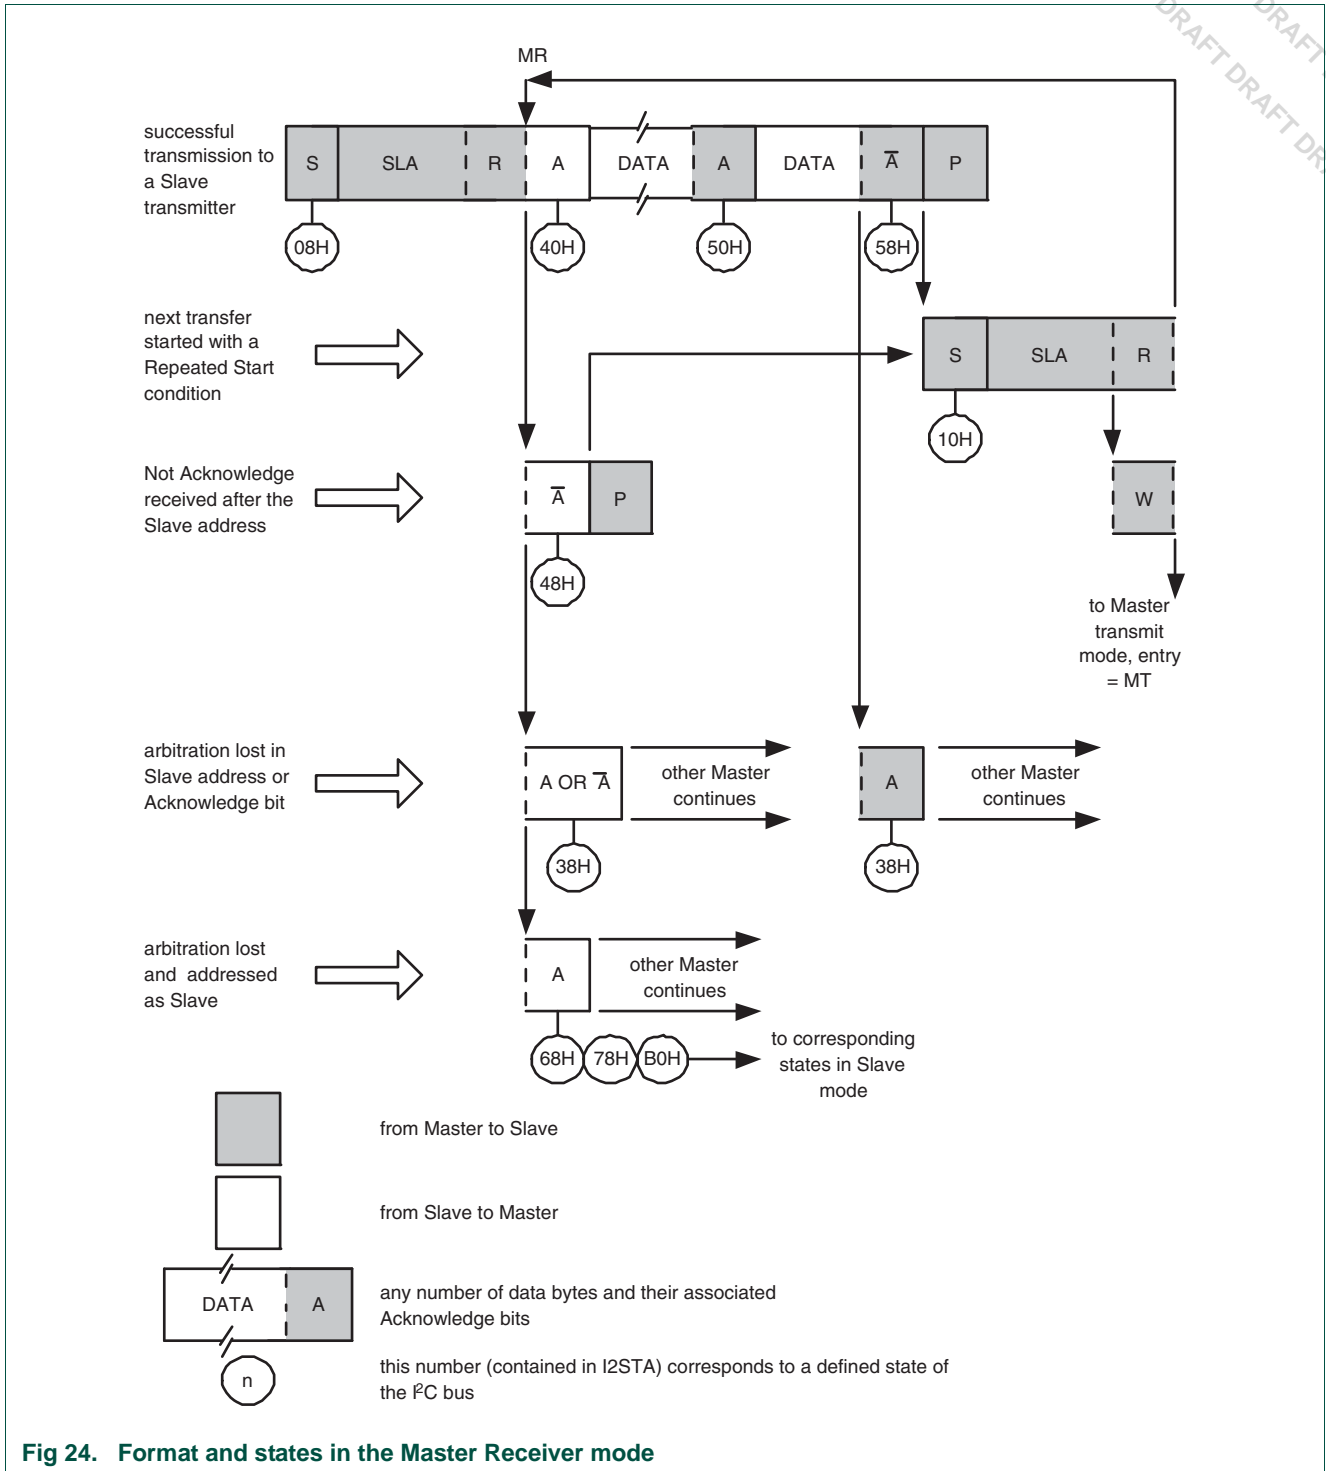 DRAFT DRAFT DRA
DRAFT
MR
successful
transmission to
a Slave
transmitter
S SLA R A DATA A DATA A̅ P
08H 40H 50H 58H
next transfer
started with a
Repeated Start
condition
S SLA R
10H
Not Acknowledge
received after the
Slave address
A̅ P
W
48H
to Master
transmit
mode, entry
= MT
arbitration lost in
Slave address or
Acknowledge bit
A OR A̅
other Master
continues
A
other Master
continues
38H 38H
arbitration lost
and addressed
as Slave
A
other Master
continues
68H 78H B0H
to corresponding
states in Slave
mode
from Master to Slave
from Slave to Master
DATA A
any number of data bytes and their associated
Acknowledge bits
n
this number (contained in I2STA) corresponds to a defined state of
the I²C bus
Fig 24. Format and states in the Master Receiver mode